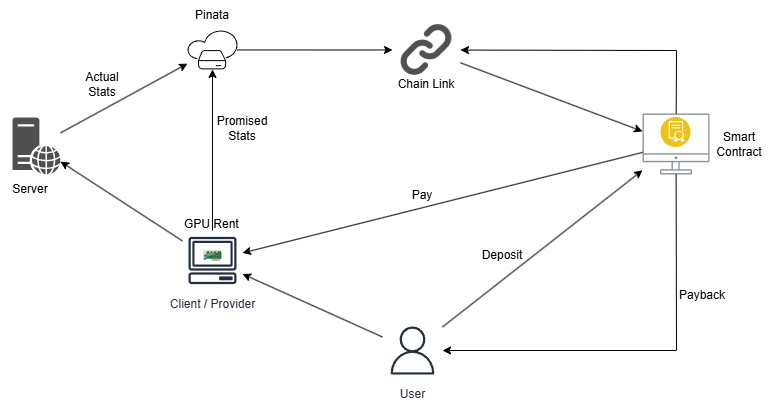 Pinata
Actual
Stats
Chain Link
Promised
Stats
Smart
Contract
Server
Pay
GPU Rent
Deposit
Client / Provider
Payback
User